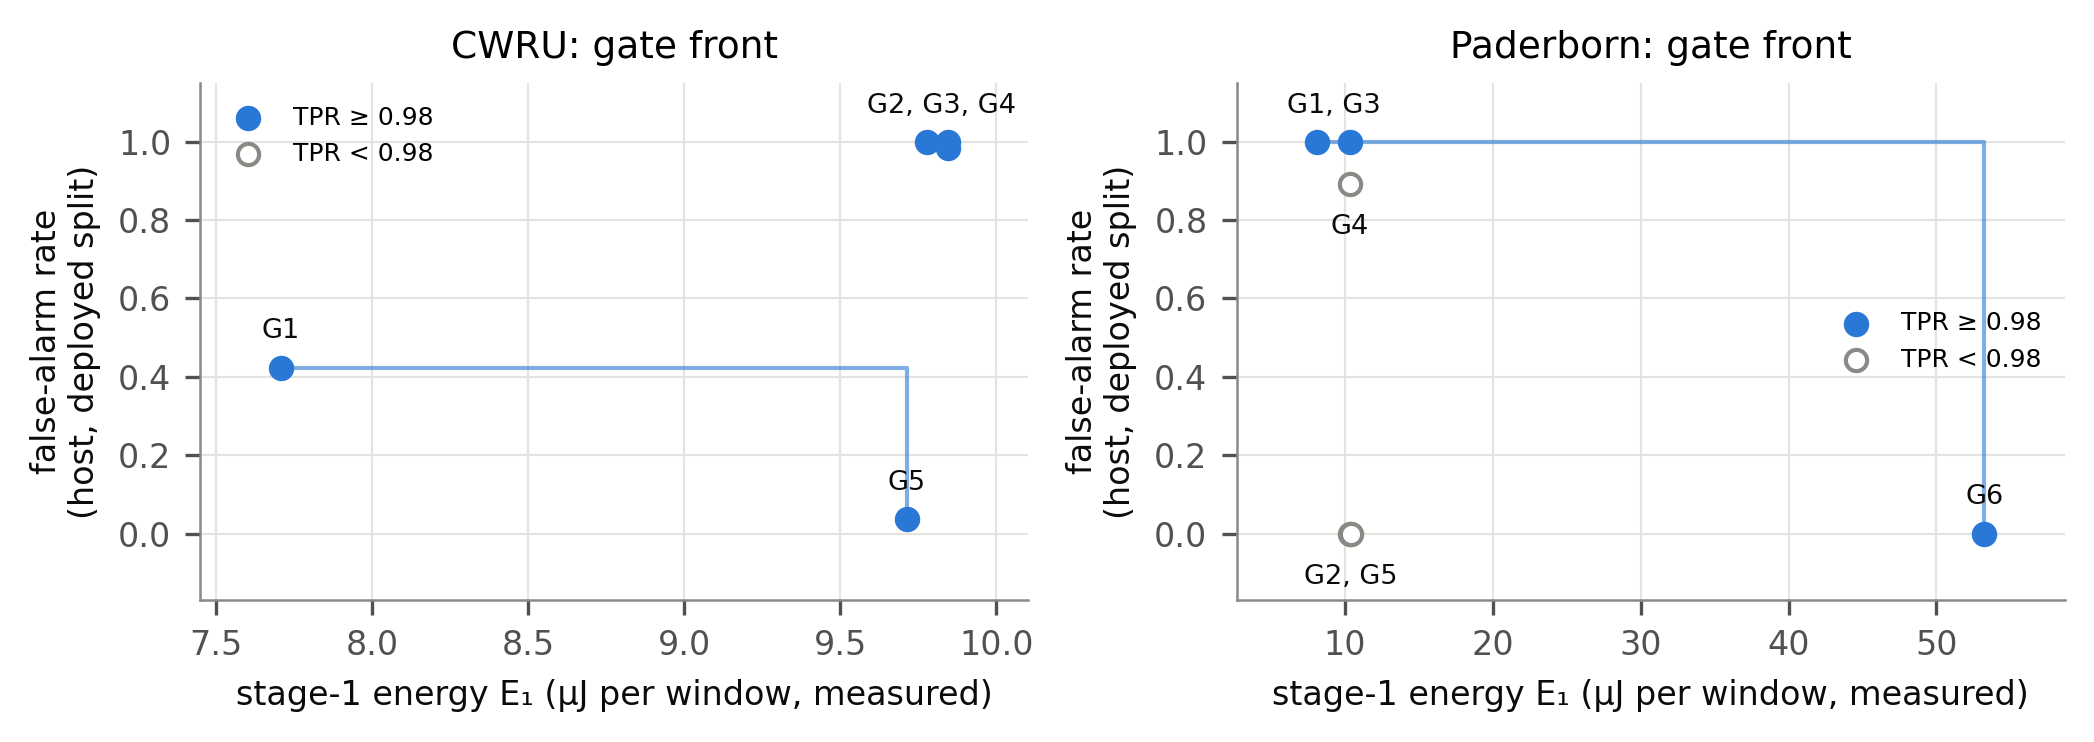 CWRU: gate front
TPR ≥ 0.98
TPR < 0.98
G2, G3, G4
G1
G5
1.0
0.8
0.6
0.4
0.2
0.0
false-alarm rate
(host, deployed split)
7.5 8.0 8.5 9.0 9.5 10.0
stage-1 energy E₁ (µJ per window, measured)
Paderborn: gate front
G1, G3
G4
TPR ≥ 0.98
TPR < 0.98
G6
G2, G5
1.0
0.8
0.6
0.4
0.2
0.0
false-alarm rate
(host, deployed split)
10 20 30 40 50
stage-1 energy E₁ (µJ per window, measured)